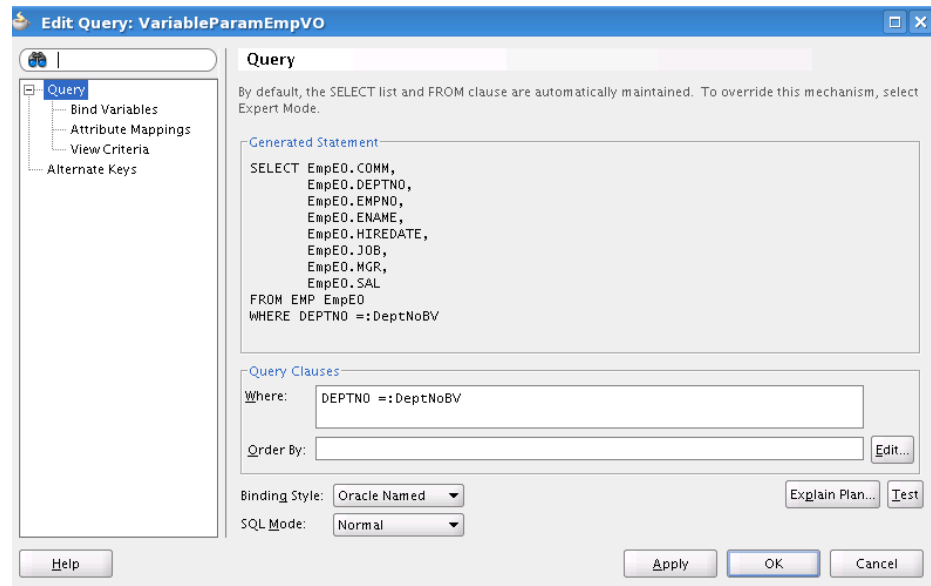 Edit Query: VariableParamEmpVO
Query
Bind Variables
Attribute Mappings
View Criteria
Alternate Keys
Query
By default, the SELECT list and FROM clause are automatically maintained. To override this mechanism, select
Expert Mode.
Generated Statement
SELECT EmpEO.COMM,
EmpEO.DEPTNO,
EmpEO.EMPNO,
EmpEO.ENAME,
EmpEO.HIREDATE,
EmpEO.JOB,
EmpEO.MGR,
EmpEO.SAL
FROM EMP EmpEO
WHERE DEPTNO =:DeptNoBV
Query Clauses
Where: DEPTNO =:DeptNoBV
Order By: Edit...
Binding Style: Oracle Named Explain Plan... Test
SQL Mode: Normal
Help Apply OK Cancel